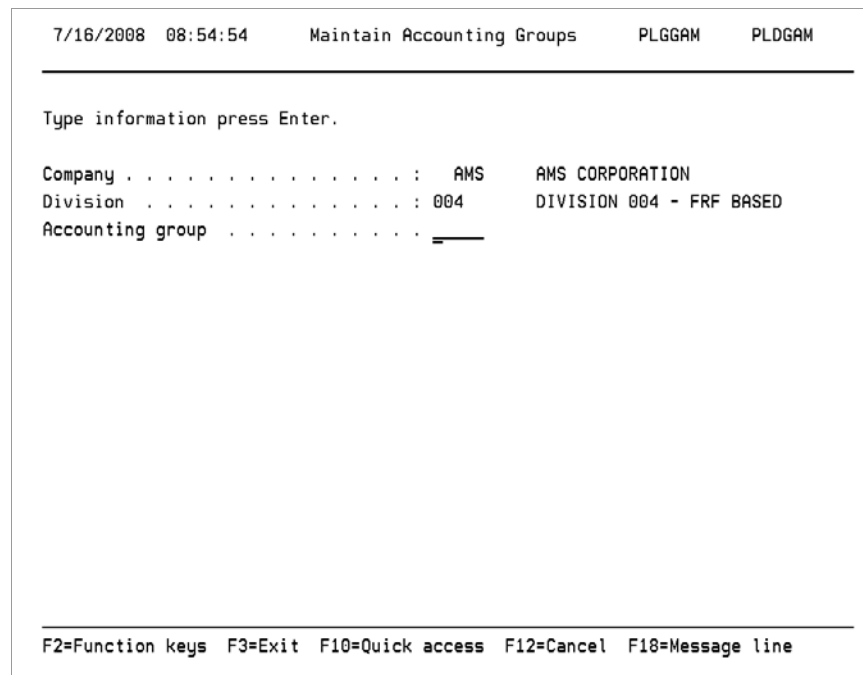 7/16/2008 08:54:54 Maintain Accounting Groups PLGGAM PLDGAM
Type information press Enter.
Company . . . . . . . . . . . . . . : AMS AMS CORPORATION
Division . . . . . . . . . . . . . : 004 DIVISION 004 - FRF BASED
Accounting group . . . . . . . . . .
F2=Function keys F3=Exit F10=Quick access F12=Cancel F18=Message line